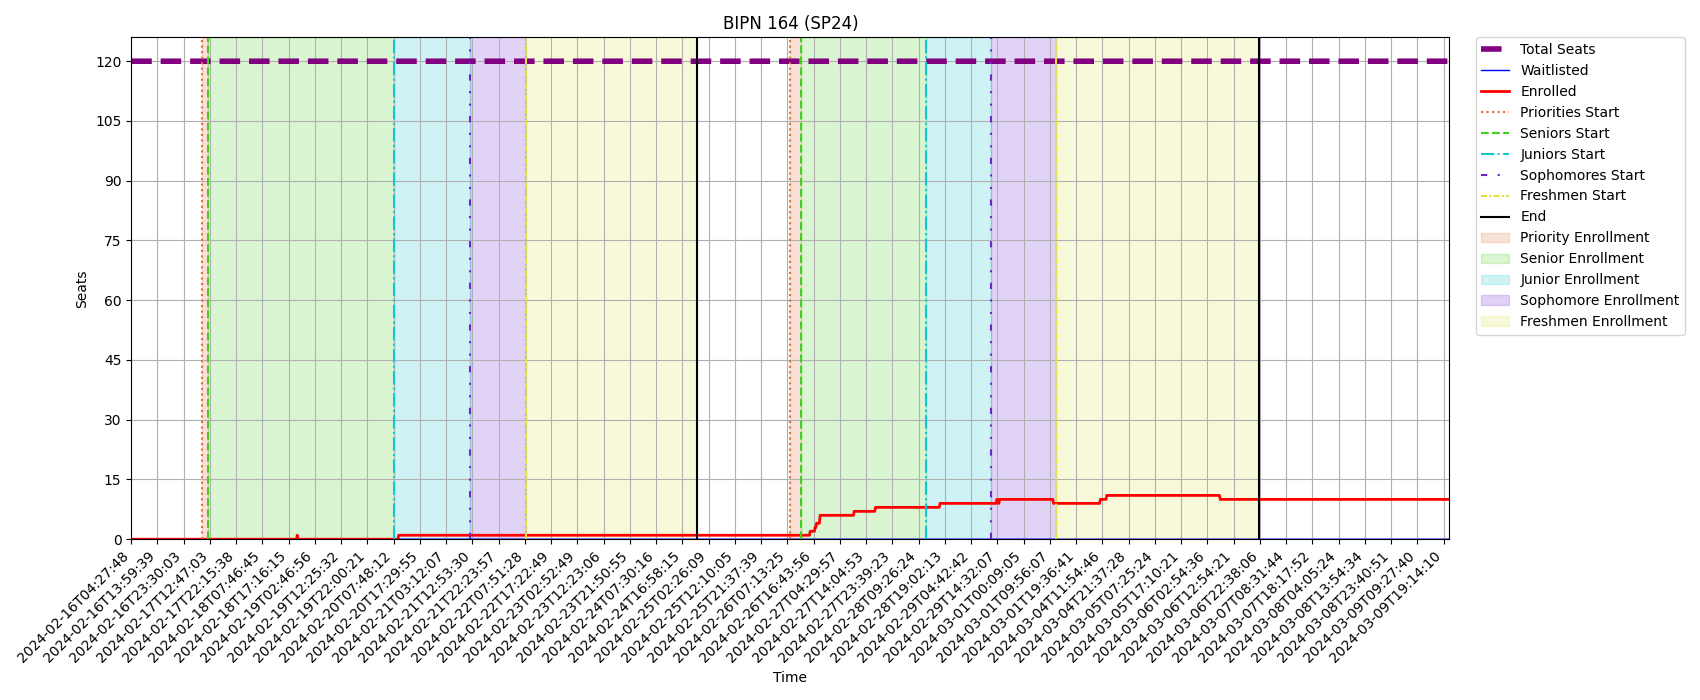 BIPN 164 (SP24)
120
105
90
75
60
45
30
15
0
Seats
2024-02-16T04:27:48
2024-02-16T13:59:39
2024-02-16T23:30:03
2024-02-17T12:47:03
2024-02-17T22:15:38
2024-02-18T07:46:45
2024-02-18T17:16:15
2024-02-19T02:46:56
2024-02-19T12:25:32
2024-02-19T22:00:21
2024-02-20T07:48:12
2024-02-20T17:29:55
2024-02-21T03:12:07
2024-02-21T12:53:30
2024-02-21T22:23:57
2024-02-22T07:51:28
2024-02-22T17:22:49
2024-02-23T02:52:49
2024-02-23T12:23:06
2024-02-23T21:50:55
2024-02-24T07:30:16
2024-02-24T16:58:15
2024-02-25T02:26:09
2024-02-25T12:10:05
2024-02-25T21:37:39
2024-02-26T07:13:25
2024-02-26T16:43:56
2024-02-27T04:29:57
2024-02-27T14:04:53
2024-02-27T23:39:23
2024-02-28T09:26:24
2024-02-28T19:02:13
2024-02-29T04:42:42
2024-02-29T14:32:07
2024-03-01T00:09:05
2024-03-01T09:56:07
2024-03-01T19:36:41
2024-03-04T11:54:46
2024-03-04T21:37:28
2024-03-05T07:25:24
2024-03-05T17:10:21
2024-03-06T02:54:36
2024-03-06T12:54:21
2024-03-06T22:38:06
2024-03-07T08:31:44
2024-03-07T18:17:52
2024-03-08T04:05:24
2024-03-08T13:54:34
2024-03-08T23:40:51
2024-03-09T09:27:40
2024-03-09T19:14:10
Time
Total Seats
Waitlisted
Enrolled
Priorities Start
Seniors Start
Juniors Start
Sophomores Start
Freshmen Start
End
Priority Enrollment
Senior Enrollment
Junior Enrollment
Sophomore Enrollment
Freshmen Enrollment